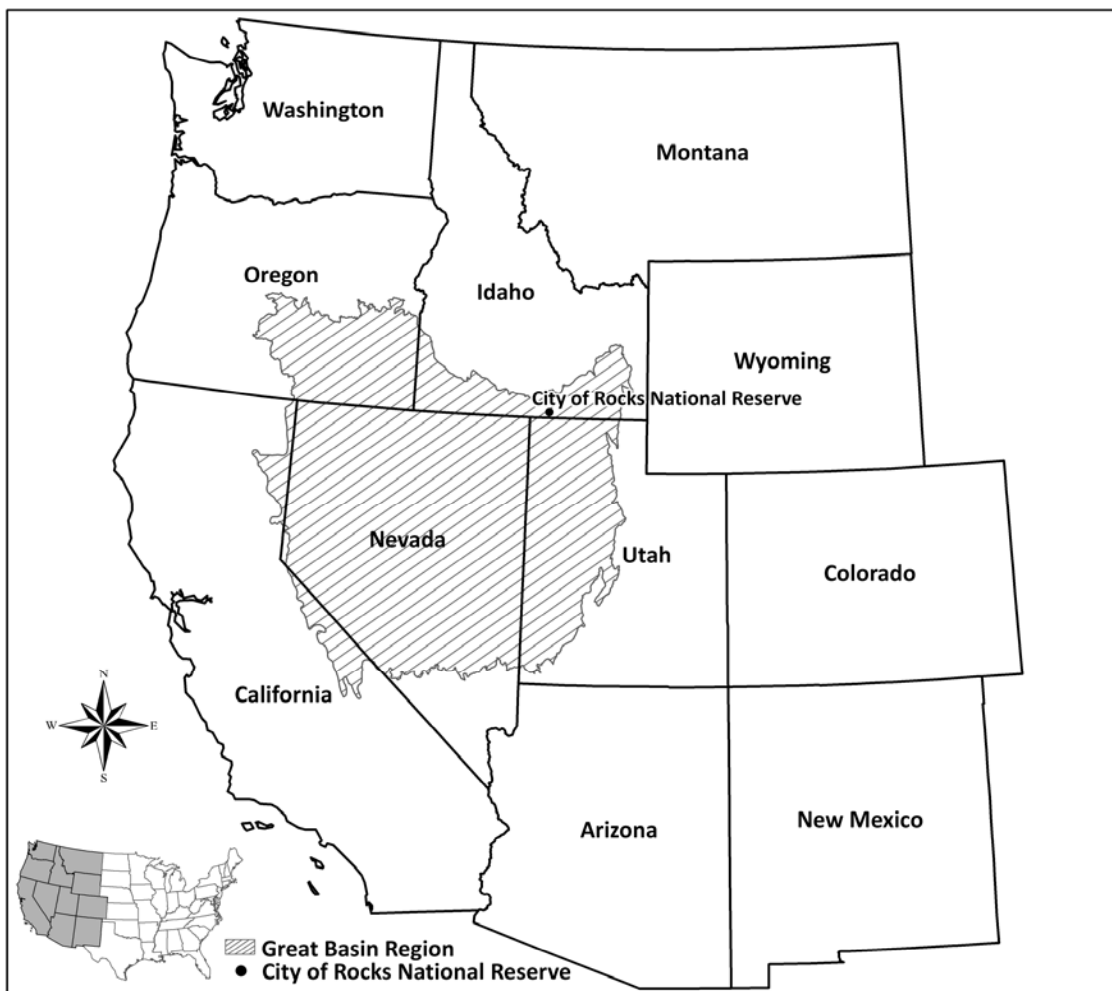 Washington
Montana
Oregon
Idaho
Wyoming
City of Rocks National Reserve
Nevada
Utah
Colorado
California
N
W
E
S
Arizona
New Mexico
Great Basin Region
City of Rocks National Reserve